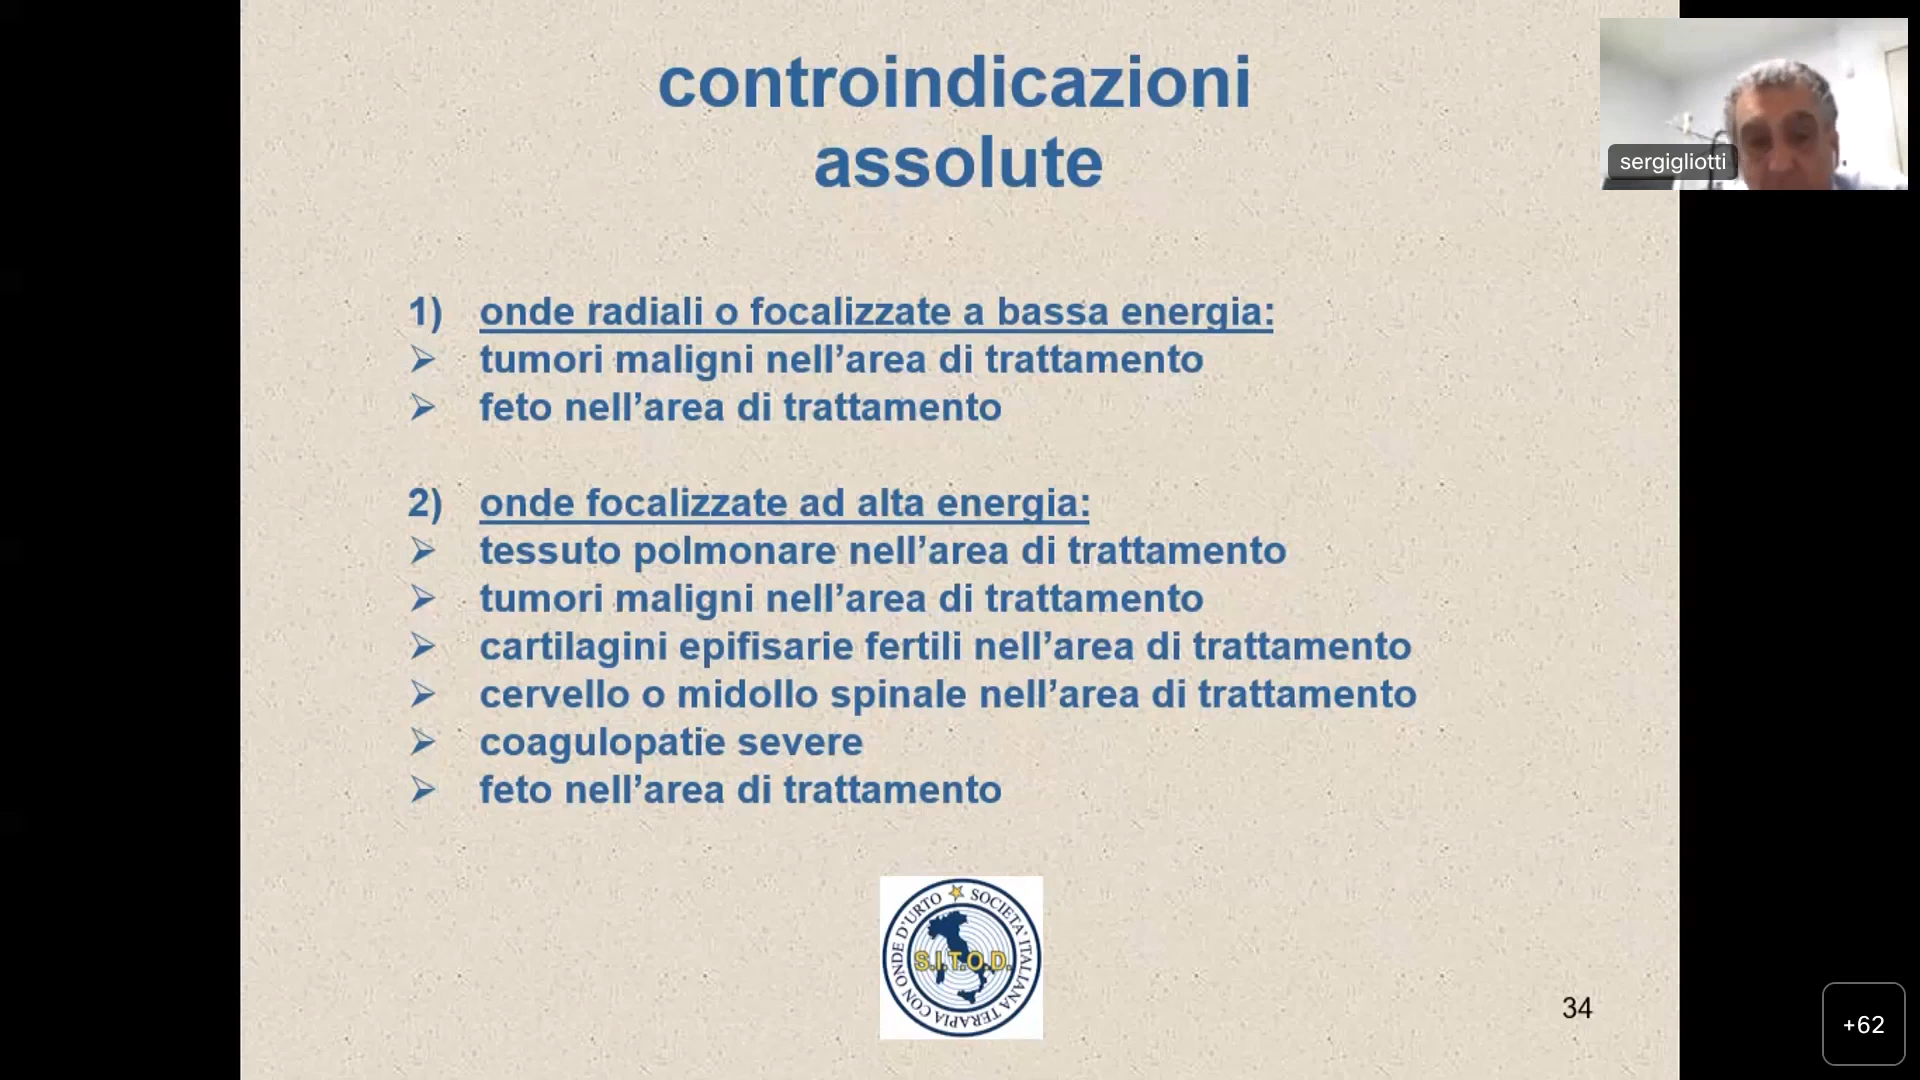 controindicazioni
assolute
sergigliotti
1) onde radiali o focalizzate a bassa energia:
➢ tumori maligni nell’area di trattamento
➢ feto nell’area di trattamento
2) onde focalizzate ad alta energia:
➢ tessuto polmonare nell’area di trattamento
➢ tumori maligni nell’area di trattamento
➢ cartilagini epifisarie fertili nell’area di trattamento
➢ cervello o midollo spinale nell’area di trattamento
➢ coagulopatie severe
➢ feto nell’area di trattamento
SOCIETA' ITALIANA TERAPIA CON ONDE D'URTO
S.I.T.O.D.
34
+62